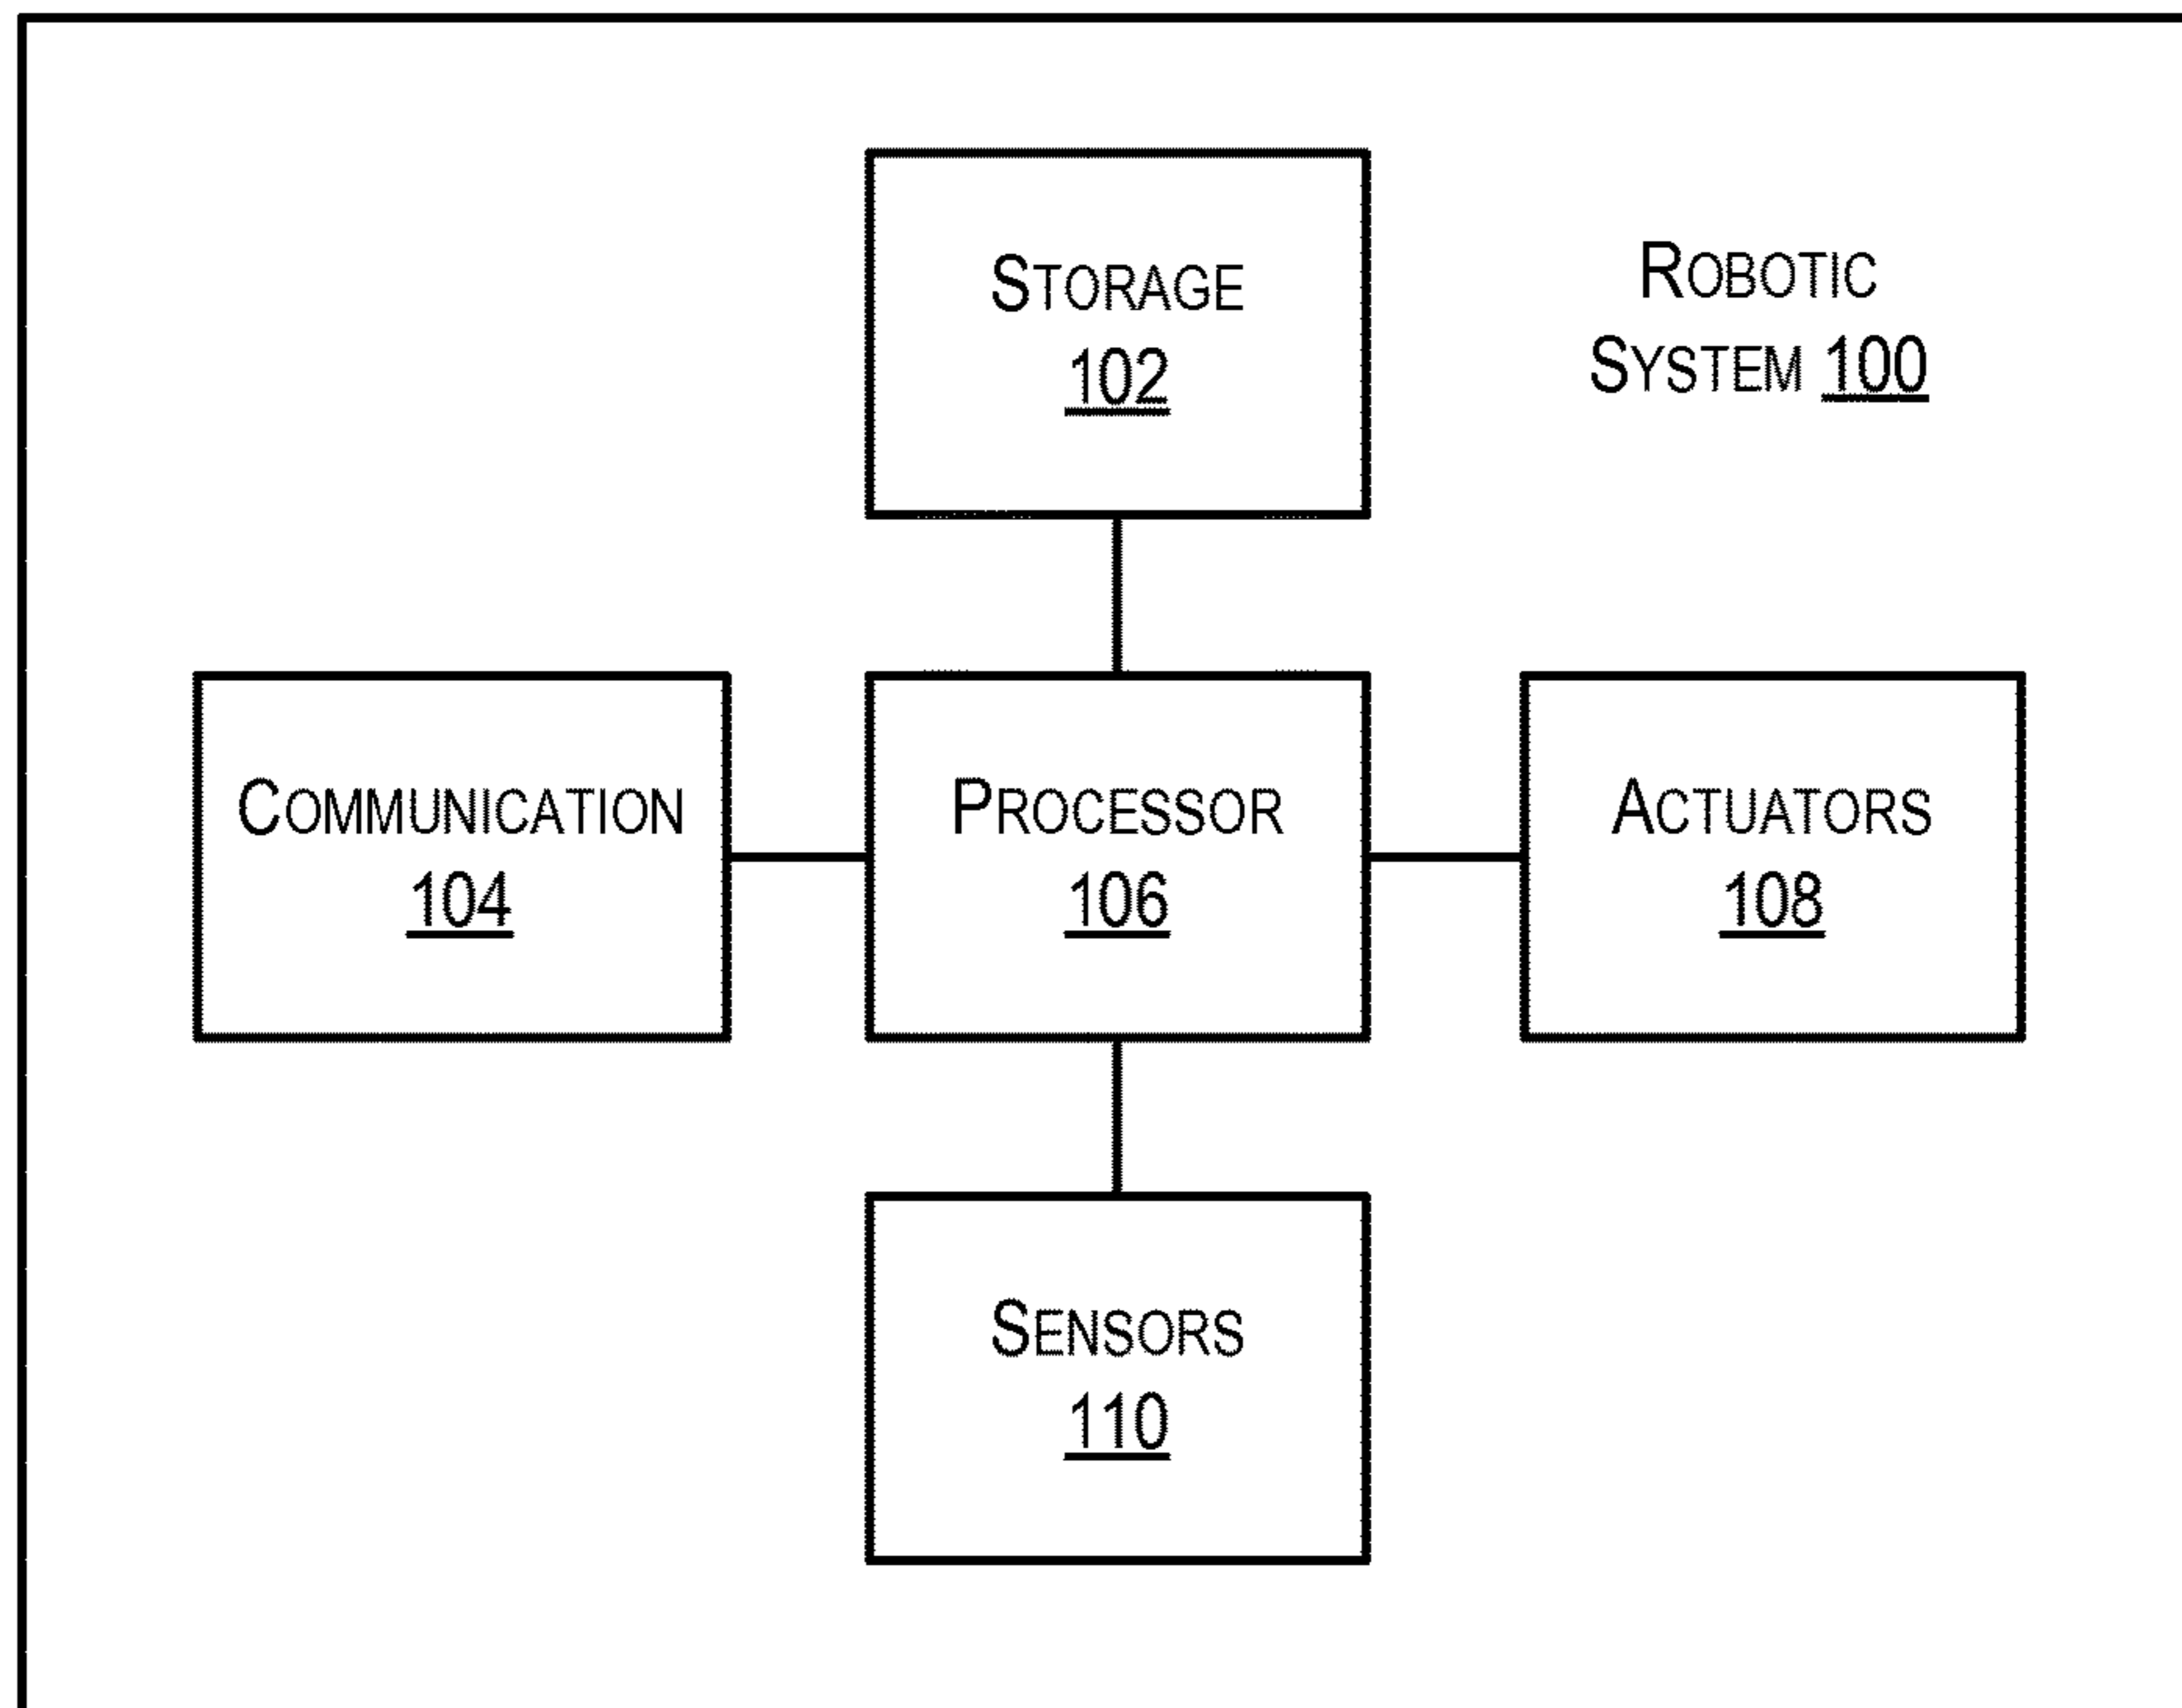 STORAGE
102
ROBOTIC
SYSTEM 100
COMMUNICATION
104
PROCESSOR
106
ACTUATORS
108
SENSORS
110